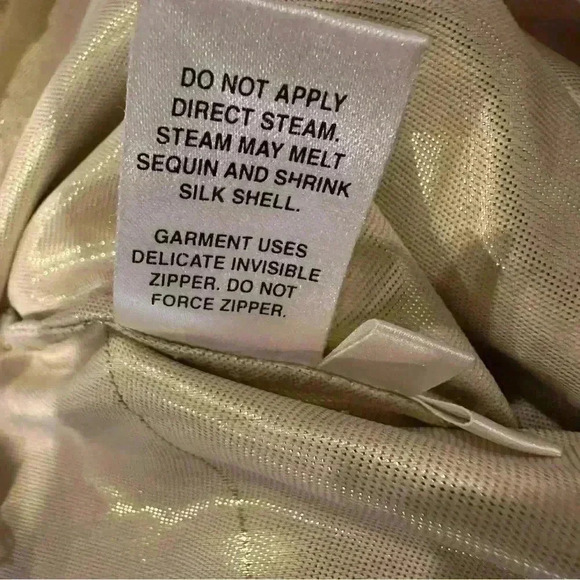 DO NOT APPLY
DIRECT STEAM.
STEAM MAY MELT
SEQUIN AND SHRINK
SILK SHELL.
GARMENT USES
DELICATE INVISIBLE
ZIPPER. DO NOT
FORCE ZIPPER.